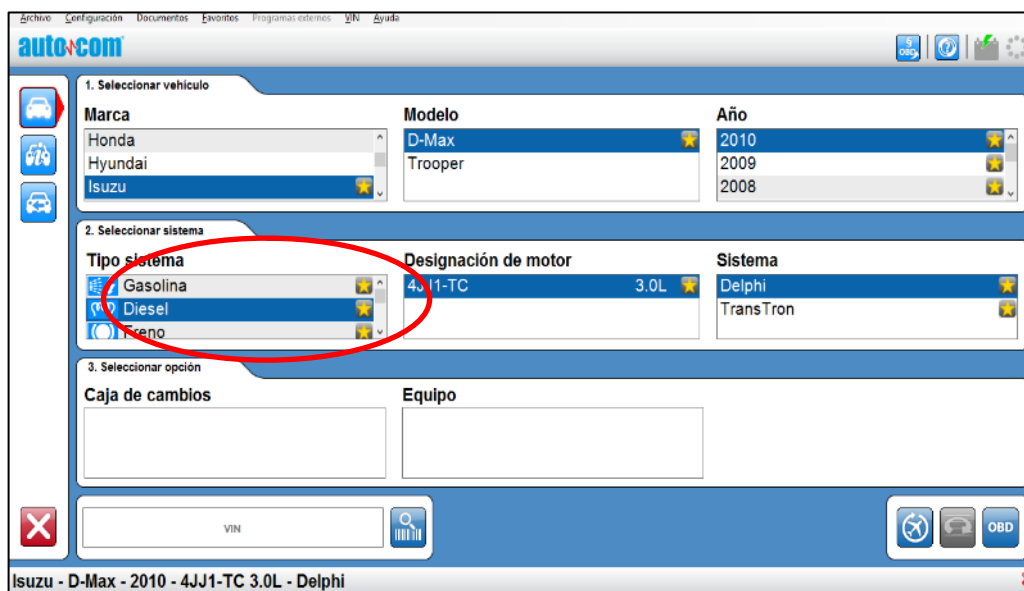 Archivo Configuración Documentos Favoritos Programas externos VIN Ayuda
autocom
S OBD
1. Seleccionar vehiculo
Marca Modelo Año
Honda D-Max 2010
Hyundai Trooper 2009
Isuzu 2008
2. Seleccionar sistema
Tipo sistema Designación de motor Sistema
Gasolina 4JJ1-TC 3.0L Delphi
Diesel TransTron
Freno
3. Seleccionar opción
Caja de cambios Equipo
VIN OBD
Isuzu - D-Max - 2010 - 4JJ1-TC 3.0L - Delphi